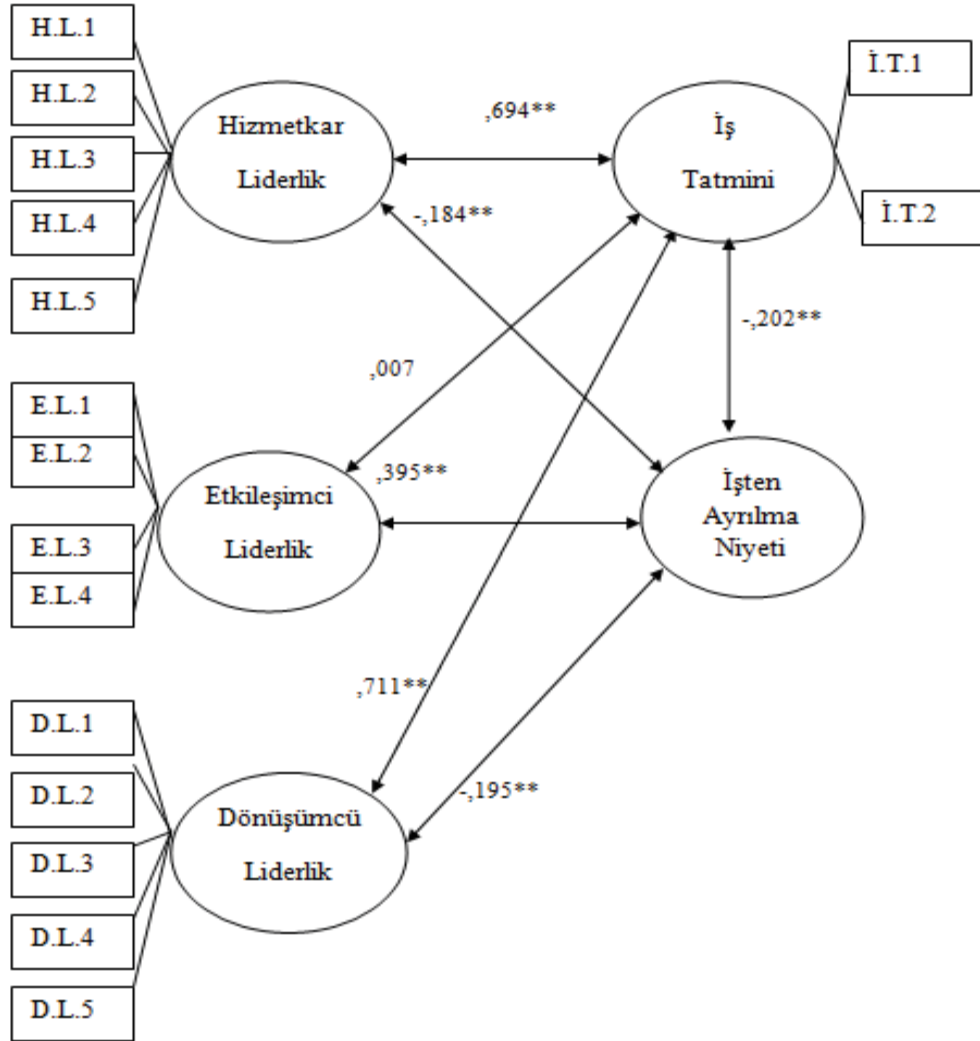 H.L.1
H.L.2
H.L.3
H.L.4
H.L.5
Hizmetkar
Liderlik
,694**
İş
Tatmini
İ.T.1
İ.T.2
-,184**
-,202**
,007
E.L.1
E.L.2
E.L.3
E.L.4
Etkileşimci
Liderlik
,395**
İşten
Ayrılma
Niyeti
,711**
-,195**
D.L.1
D.L.2
D.L.3
D.L.4
D.L.5
Dönüşümcü
Liderlik